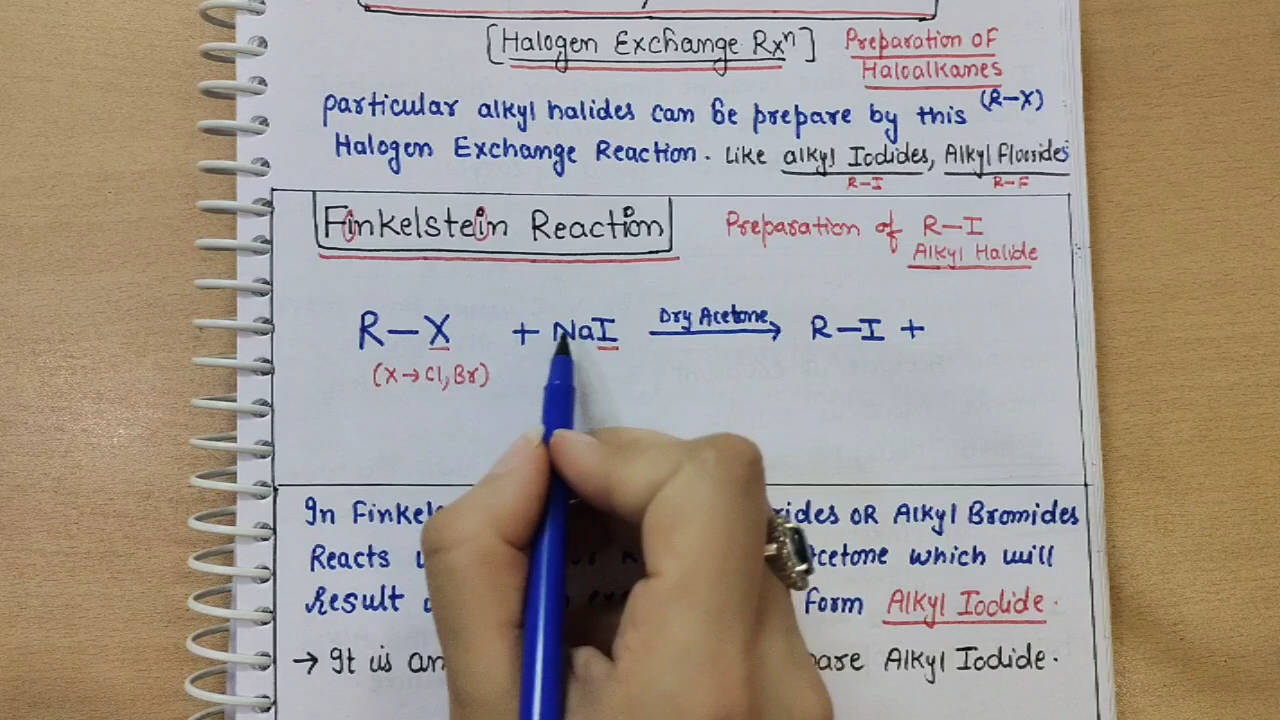 [Halogen Exchange Rxⁿ] Preparation of
Haloalkanes
(R-X)
particular alkyl halides can be prepare by this
Halogen Exchange Reaction. Like alkyl Iodides, Alkyl Flourides
R-I R-F
Finkelstein Reaction Preparation of R-I
Alkyl Halide
R-X + NaI Dry Acetone R-I +
(X→Cl, Br)
In Finkels rides OR Alkyl Bromides
Reacts cetone which will
Result form Alkyl Iodide.
→ It is an pare Alkyl Iodide.